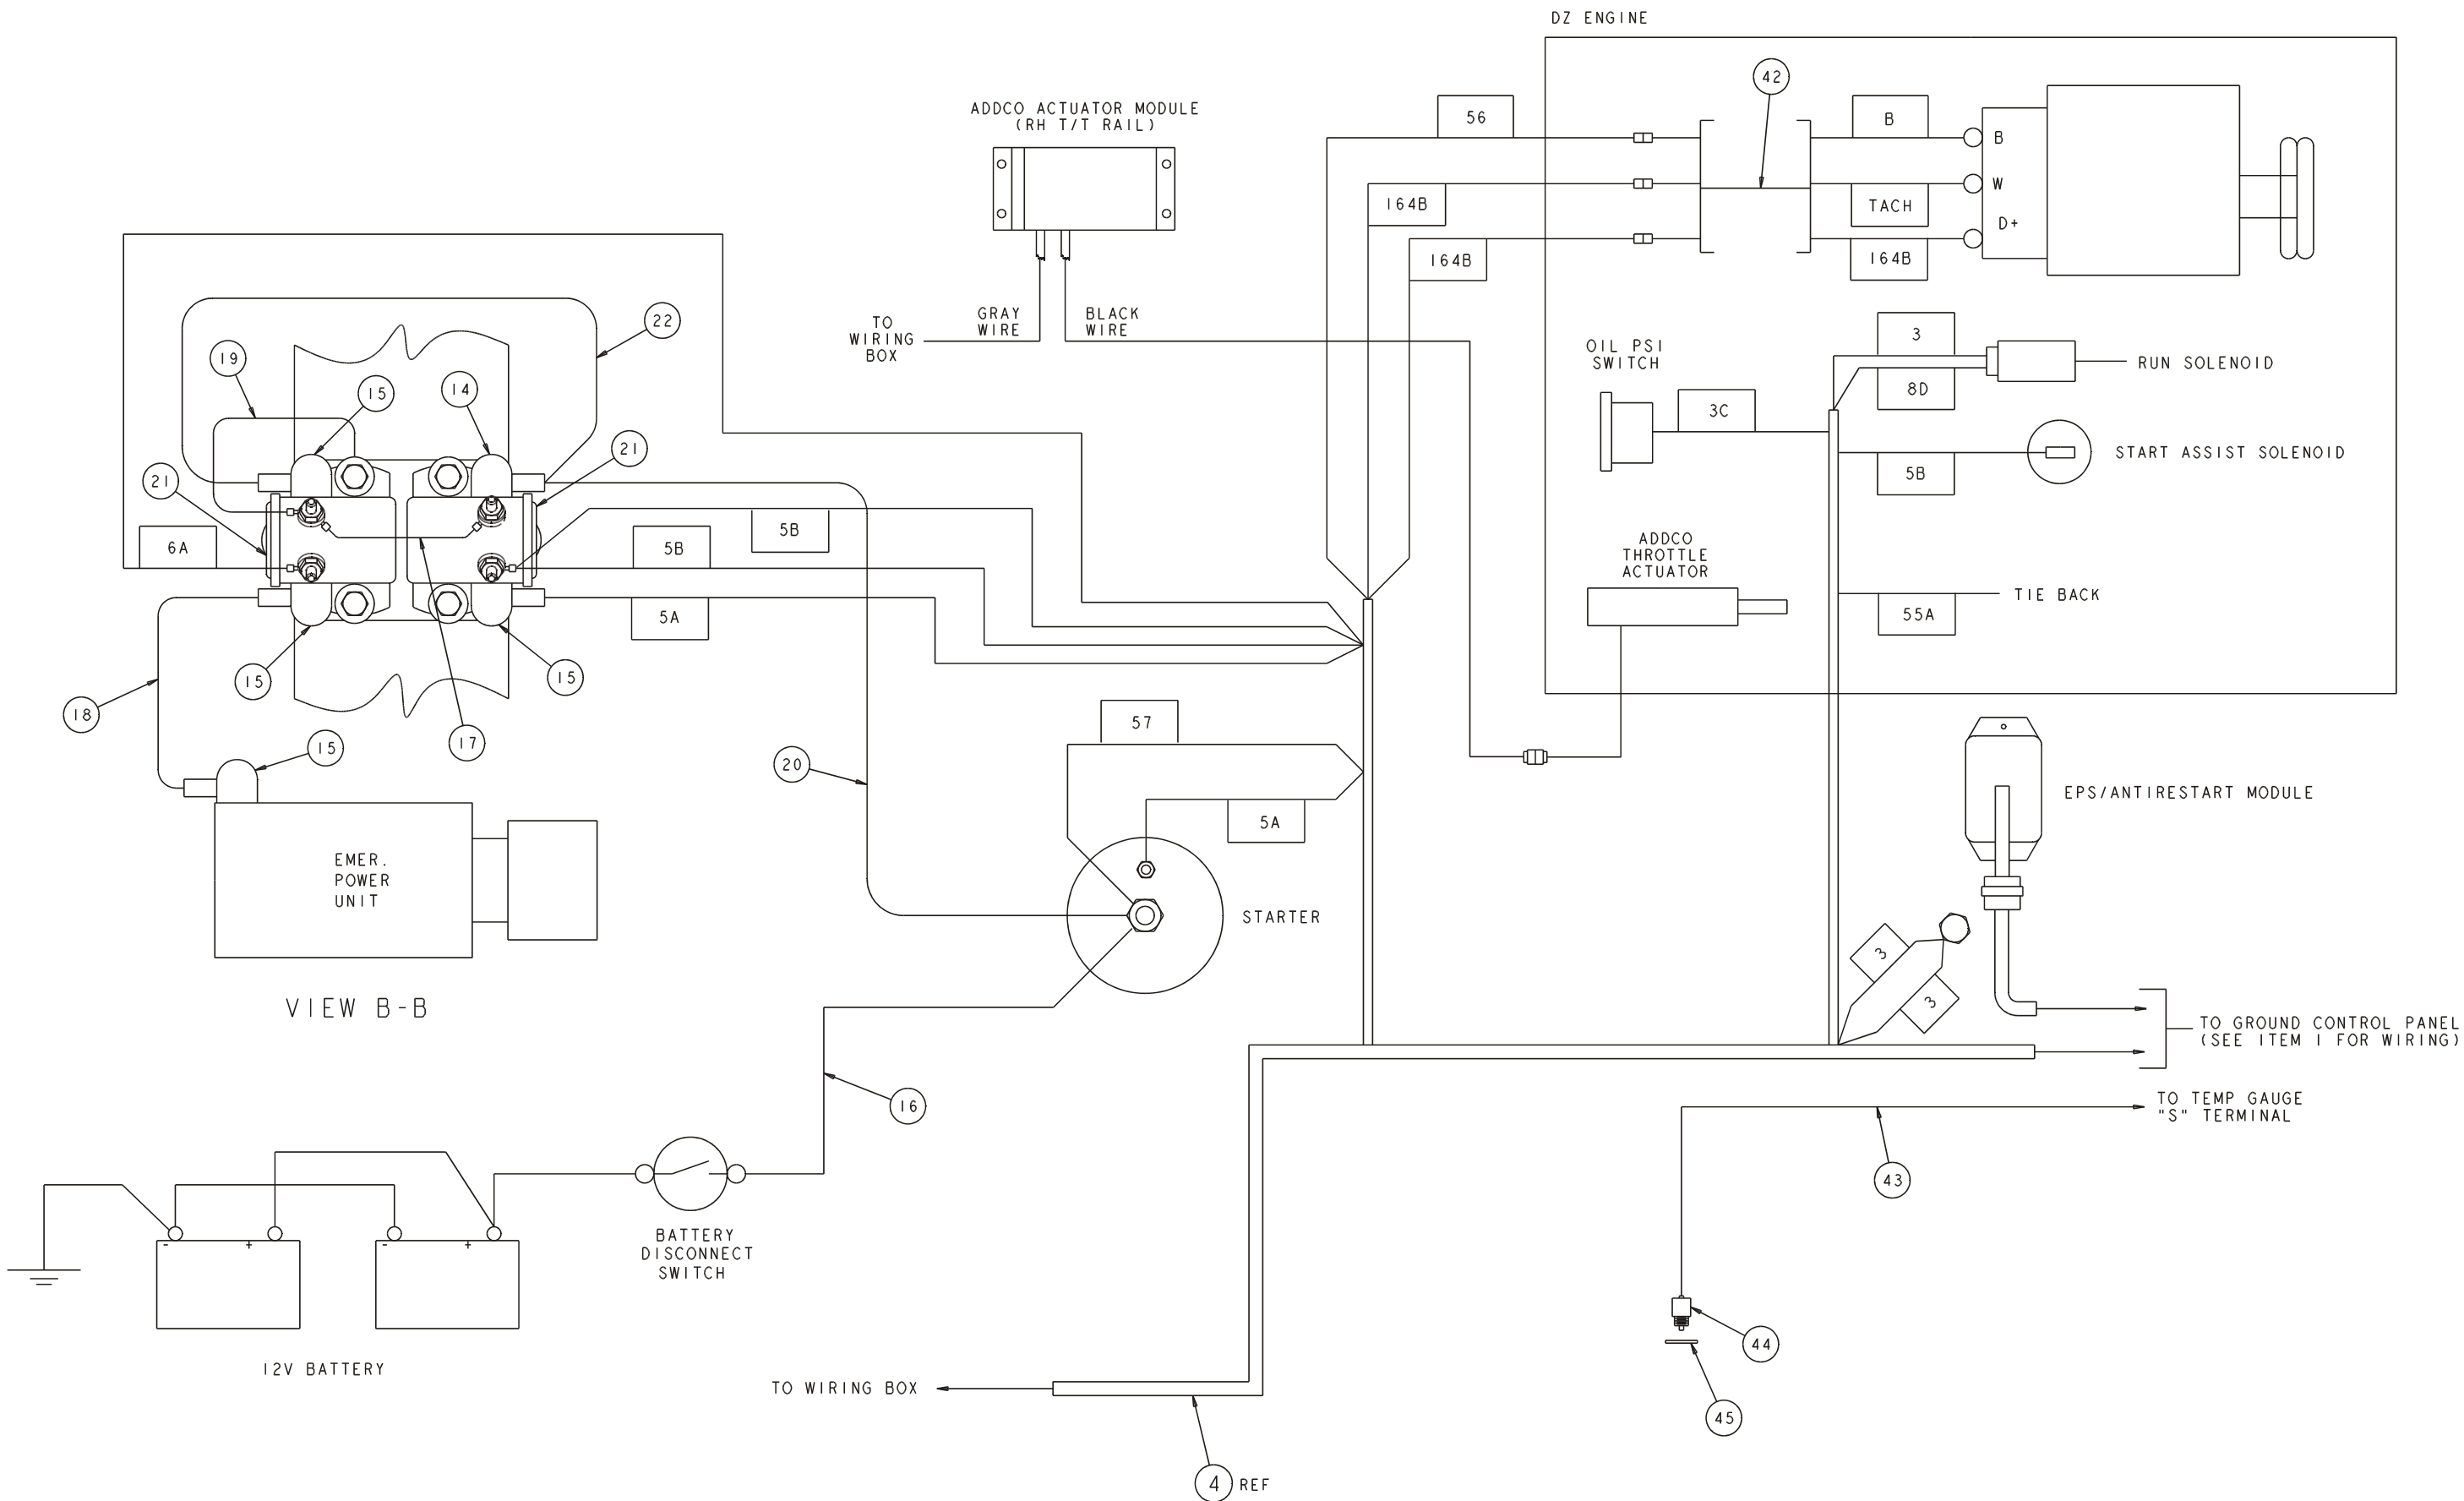 DZ ENGINE
42
ADDCO ACTUATOR MODULE
(RH T/T RAIL)
56
B
B
164B
TACH
W
D+
164B
164B
GRAY
WIRE
BLACK
WIRE
TO
WIRING
BOX
OIL PSI
SWITCH
3
RUN SOLENOID
8D
3C
START ASSIST SOLENOID
5B
22
19
15
14
21
21
6A
5B
5B
5A
ADDCO
THROTTLE
ACTUATOR
TIE BACK
55A
15
15
18
17
15
57
20
5A
EPS/ANTIRESTART MODULE
EMER.
POWER
UNIT
STARTER
3
3
VIEW B-B
TO GROUND CONTROL PANEL
(SEE ITEM 1 FOR WIRING)
16
TO TEMP GAUGE
"S" TERMINAL
43
- +
- +
BATTERY
DISCONNECT
SWITCH
12V BATTERY
44
45
TO WIRING BOX
4 REF